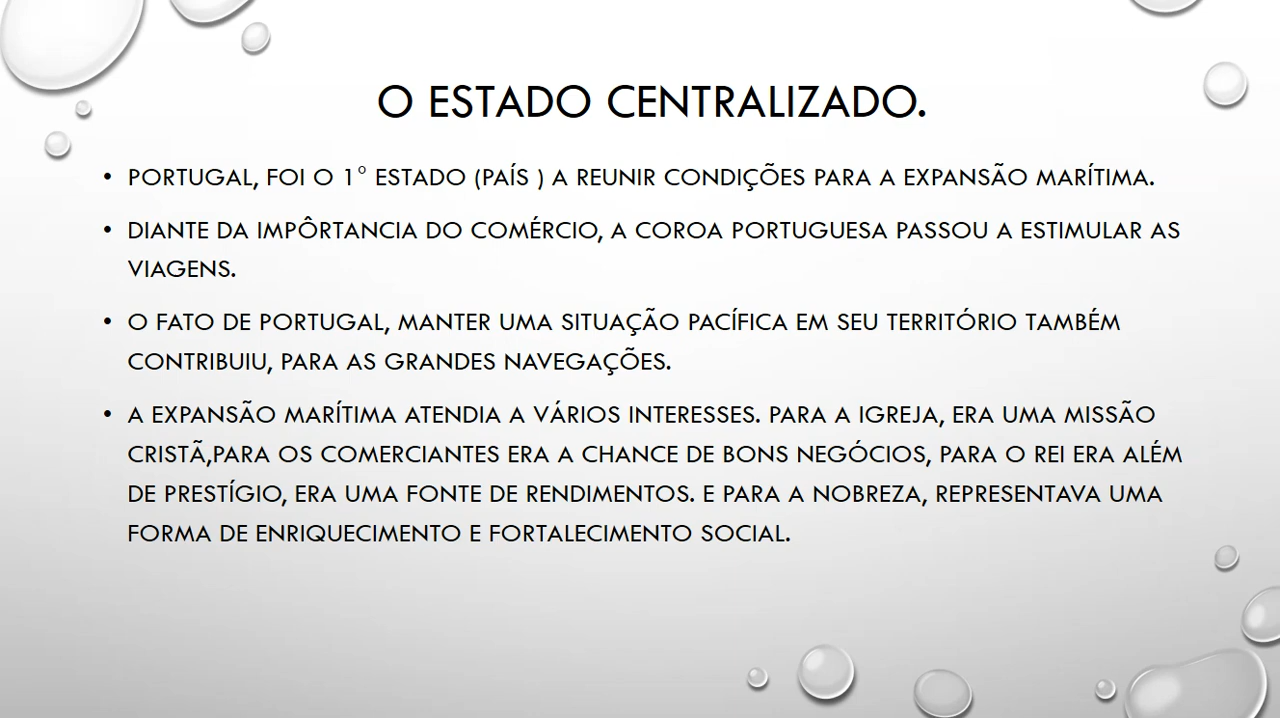 O ESTADO CENTRALIZADO.
• PORTUGAL, FOI O 1° ESTADO (PAÍS ) A REUNIR CONDIÇÕES PARA A EXPANSÃO MARÍTIMA.
• DIANTE DA IMPÔRTANCIA DO COMÉRCIO, A COROA PORTUGUESA PASSOU A ESTIMULAR AS
VIAGENS.
• O FATO DE PORTUGAL, MANTER UMA SITUAÇÃO PACÍFICA EM SEU TERRITÓRIO TAMBÉM
CONTRIBUIU, PARA AS GRANDES NAVEGAÇÕES.
• A EXPANSÃO MARÍTIMA ATENDIA A VÁRIOS INTERESSES. PARA A IGREJA, ERA UMA MISSÃO
CRISTÃ,PARA OS COMERCIANTES ERA A CHANCE DE BONS NEGÓCIOS, PARA O REI ERA ALÉM
DE PRESTÍGIO, ERA UMA FONTE DE RENDIMENTOS. E PARA A NOBREZA, REPRESENTAVA UMA
FORMA DE ENRIQUECIMENTO E FORTALECIMENTO SOCIAL.